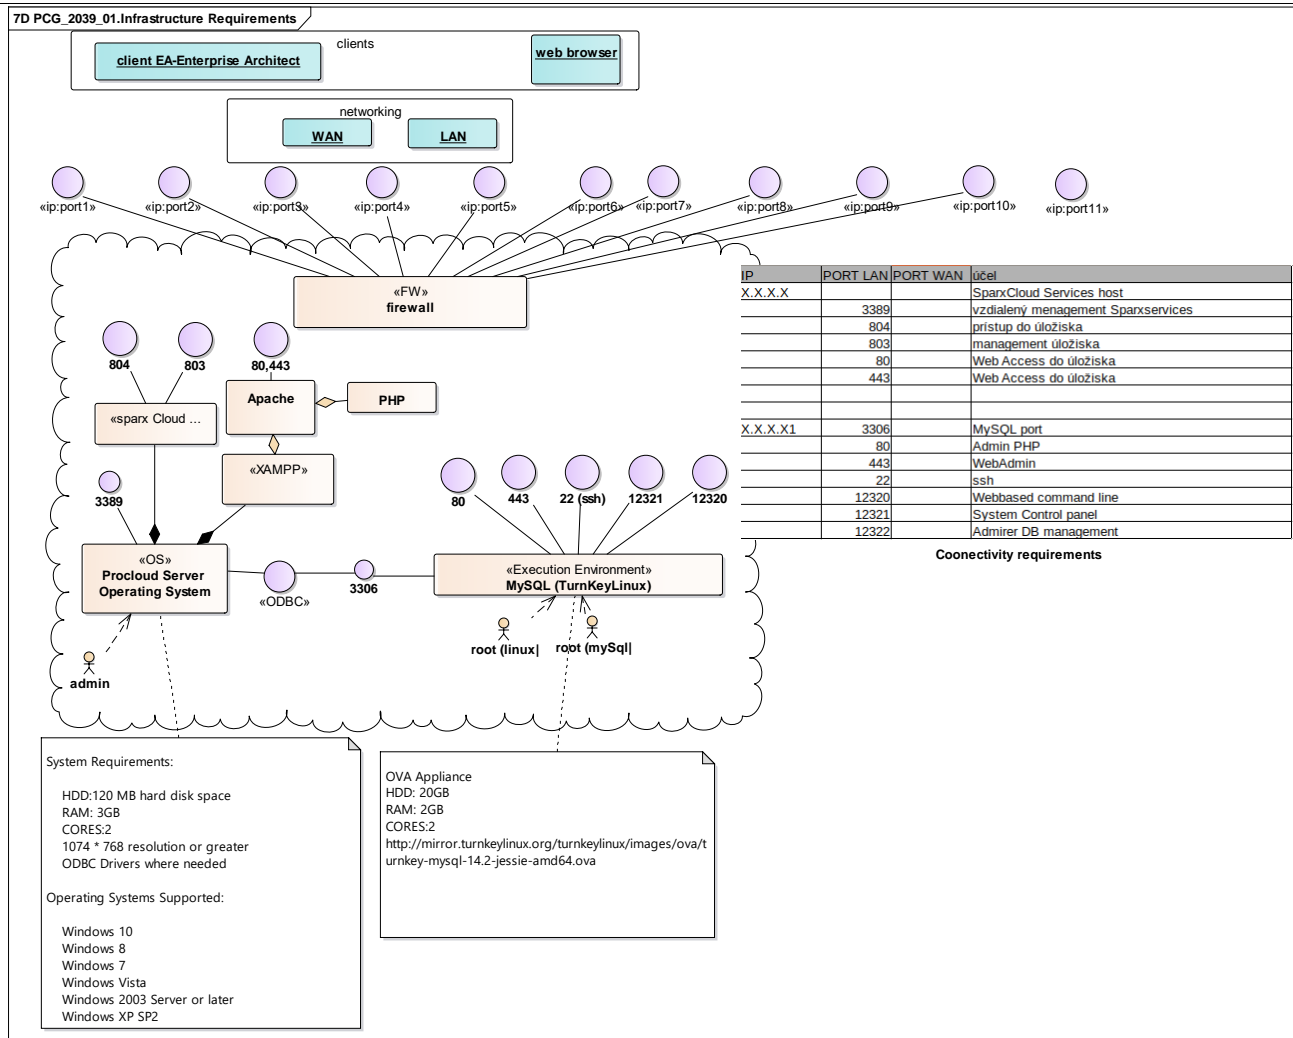 7D PCG_2039_01.Infrastructure Requirements
clients
client EA-Enterprise Architect
web browser
networking
WAN
LAN
«ip:port1»
«ip:port2»
«ip:port3»
«ip:port4»
«ip:port5»
«ip:port6»
«ip:port7»
«ip:port8»
«ip:port9»
«ip:port10»
«ip:port11»
«FW»
firewall
IP PORT LAN PORT WAN účel
X.X.X.X SparxCloud Services host
3389 vzdialený menagement Sparxservices
804 prístup do úložiska
803 management úložiska
80 Web Access do úložiska
443 Web Access do úložiska
X.X.X.X1 3306 MySQL port
80 Admin PHP
443 WebAdmin
22 ssh
12320 Webbased command line
12321 System Control panel
12322 Admirer DB management
Coonectivity requirements
804
803
80,443
«sparx Cloud ...
Apache
PHP
«XAMPP»
3389
80
443
22 (ssh)
12321
12320
«OS»
Procloud Server
Operating System
«ODBC»
3306
«Execution Environment»
MySQL (TurnKeyLinux)
admin
root (linux|
root (mySql|
System Requirements:
HDD:120 MB hard disk space
RAM: 3GB
CORES:2
1074 * 768 resolution or greater
ODBC Drivers where needed
Operating Systems Supported:
Windows 10
Windows 8
Windows 7
Windows Vista
Windows 2003 Server or later
Windows XP SP2
OVA Appliance
HDD: 20GB
RAM: 2GB
CORES:2
http://mirror.turnkeylinux.org/turnkeylinux/images/ova/t
urnkey-mysql-14.2-jessie-amd64.ova